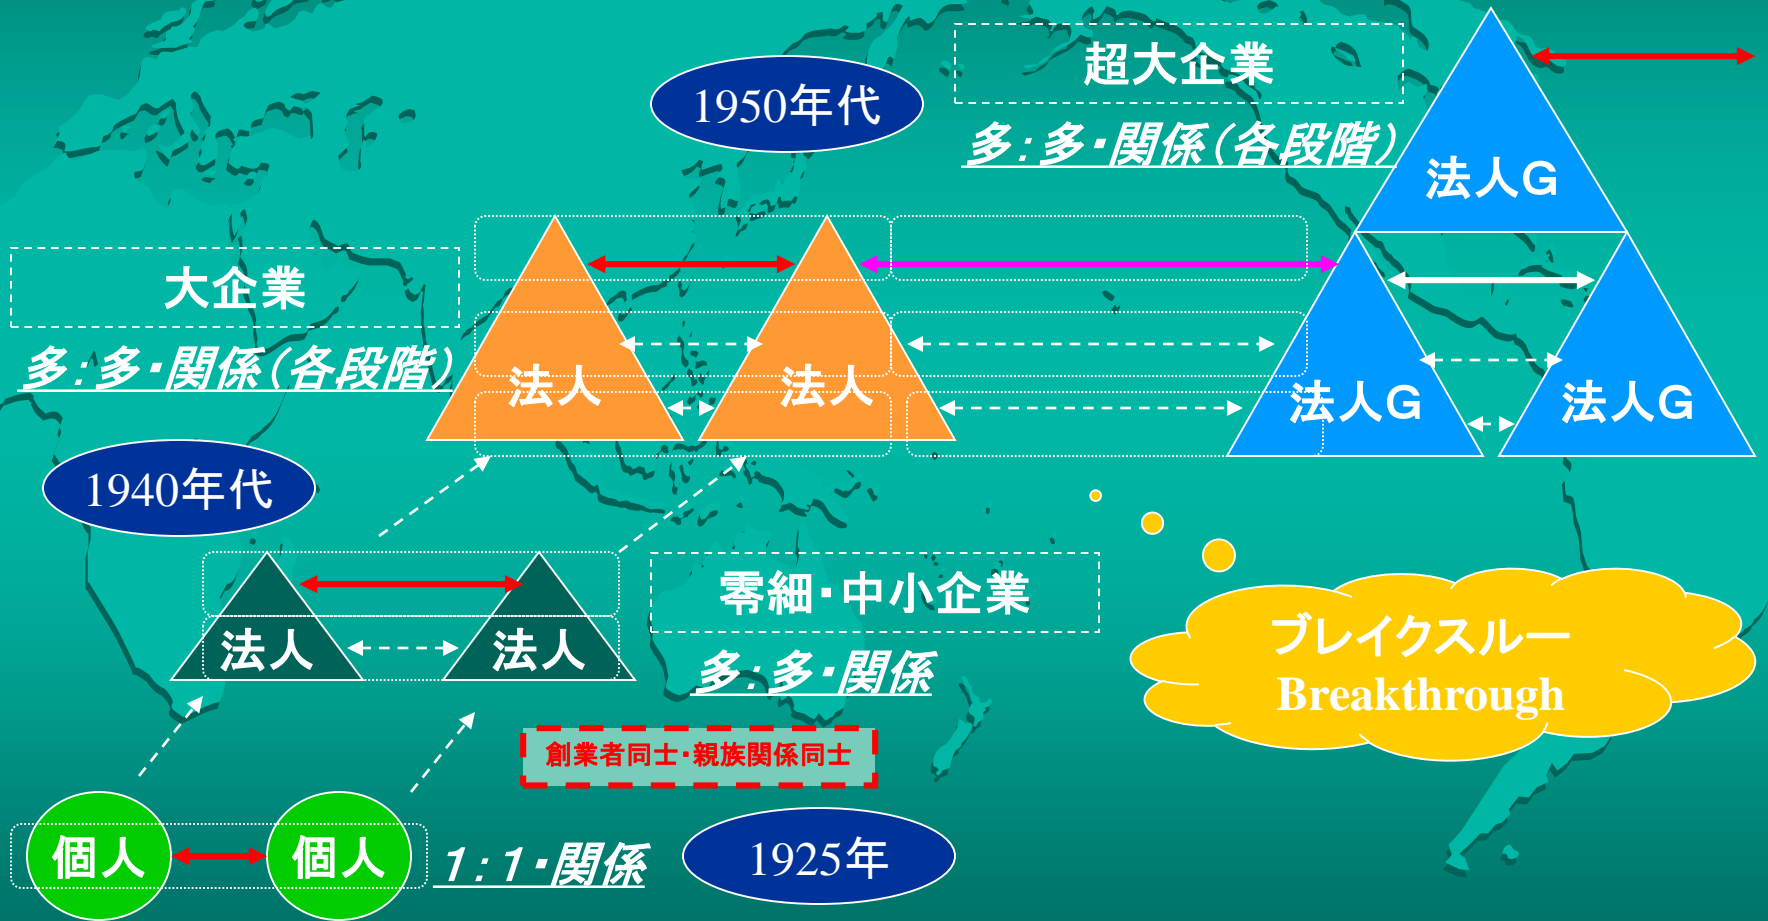 超大企業
1950年代
多：多・関係（各段階）
法人G
大企業
多：多・関係（各段階）
法人
法人
法人G
法人G
1940年代
零細・中小企業
法人
法人
多：多・関係
ブレイクスルー
Breakthrough
創業者同士・親族関係同士
個人
個人
1：1・関係
1925年